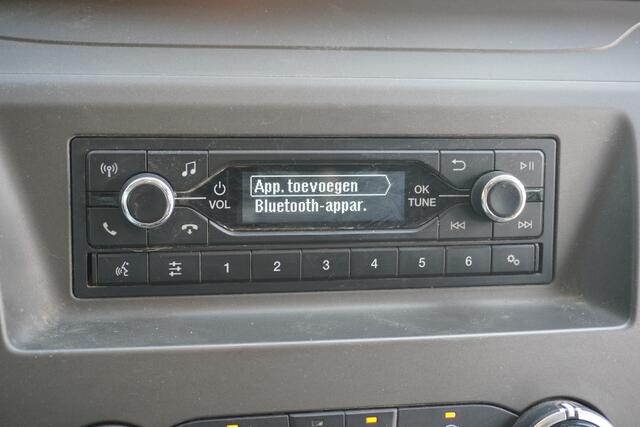 App. toevoegen
Bluetooth-appar.
VOL
OK
TUNE
1 2 3 4 5 6